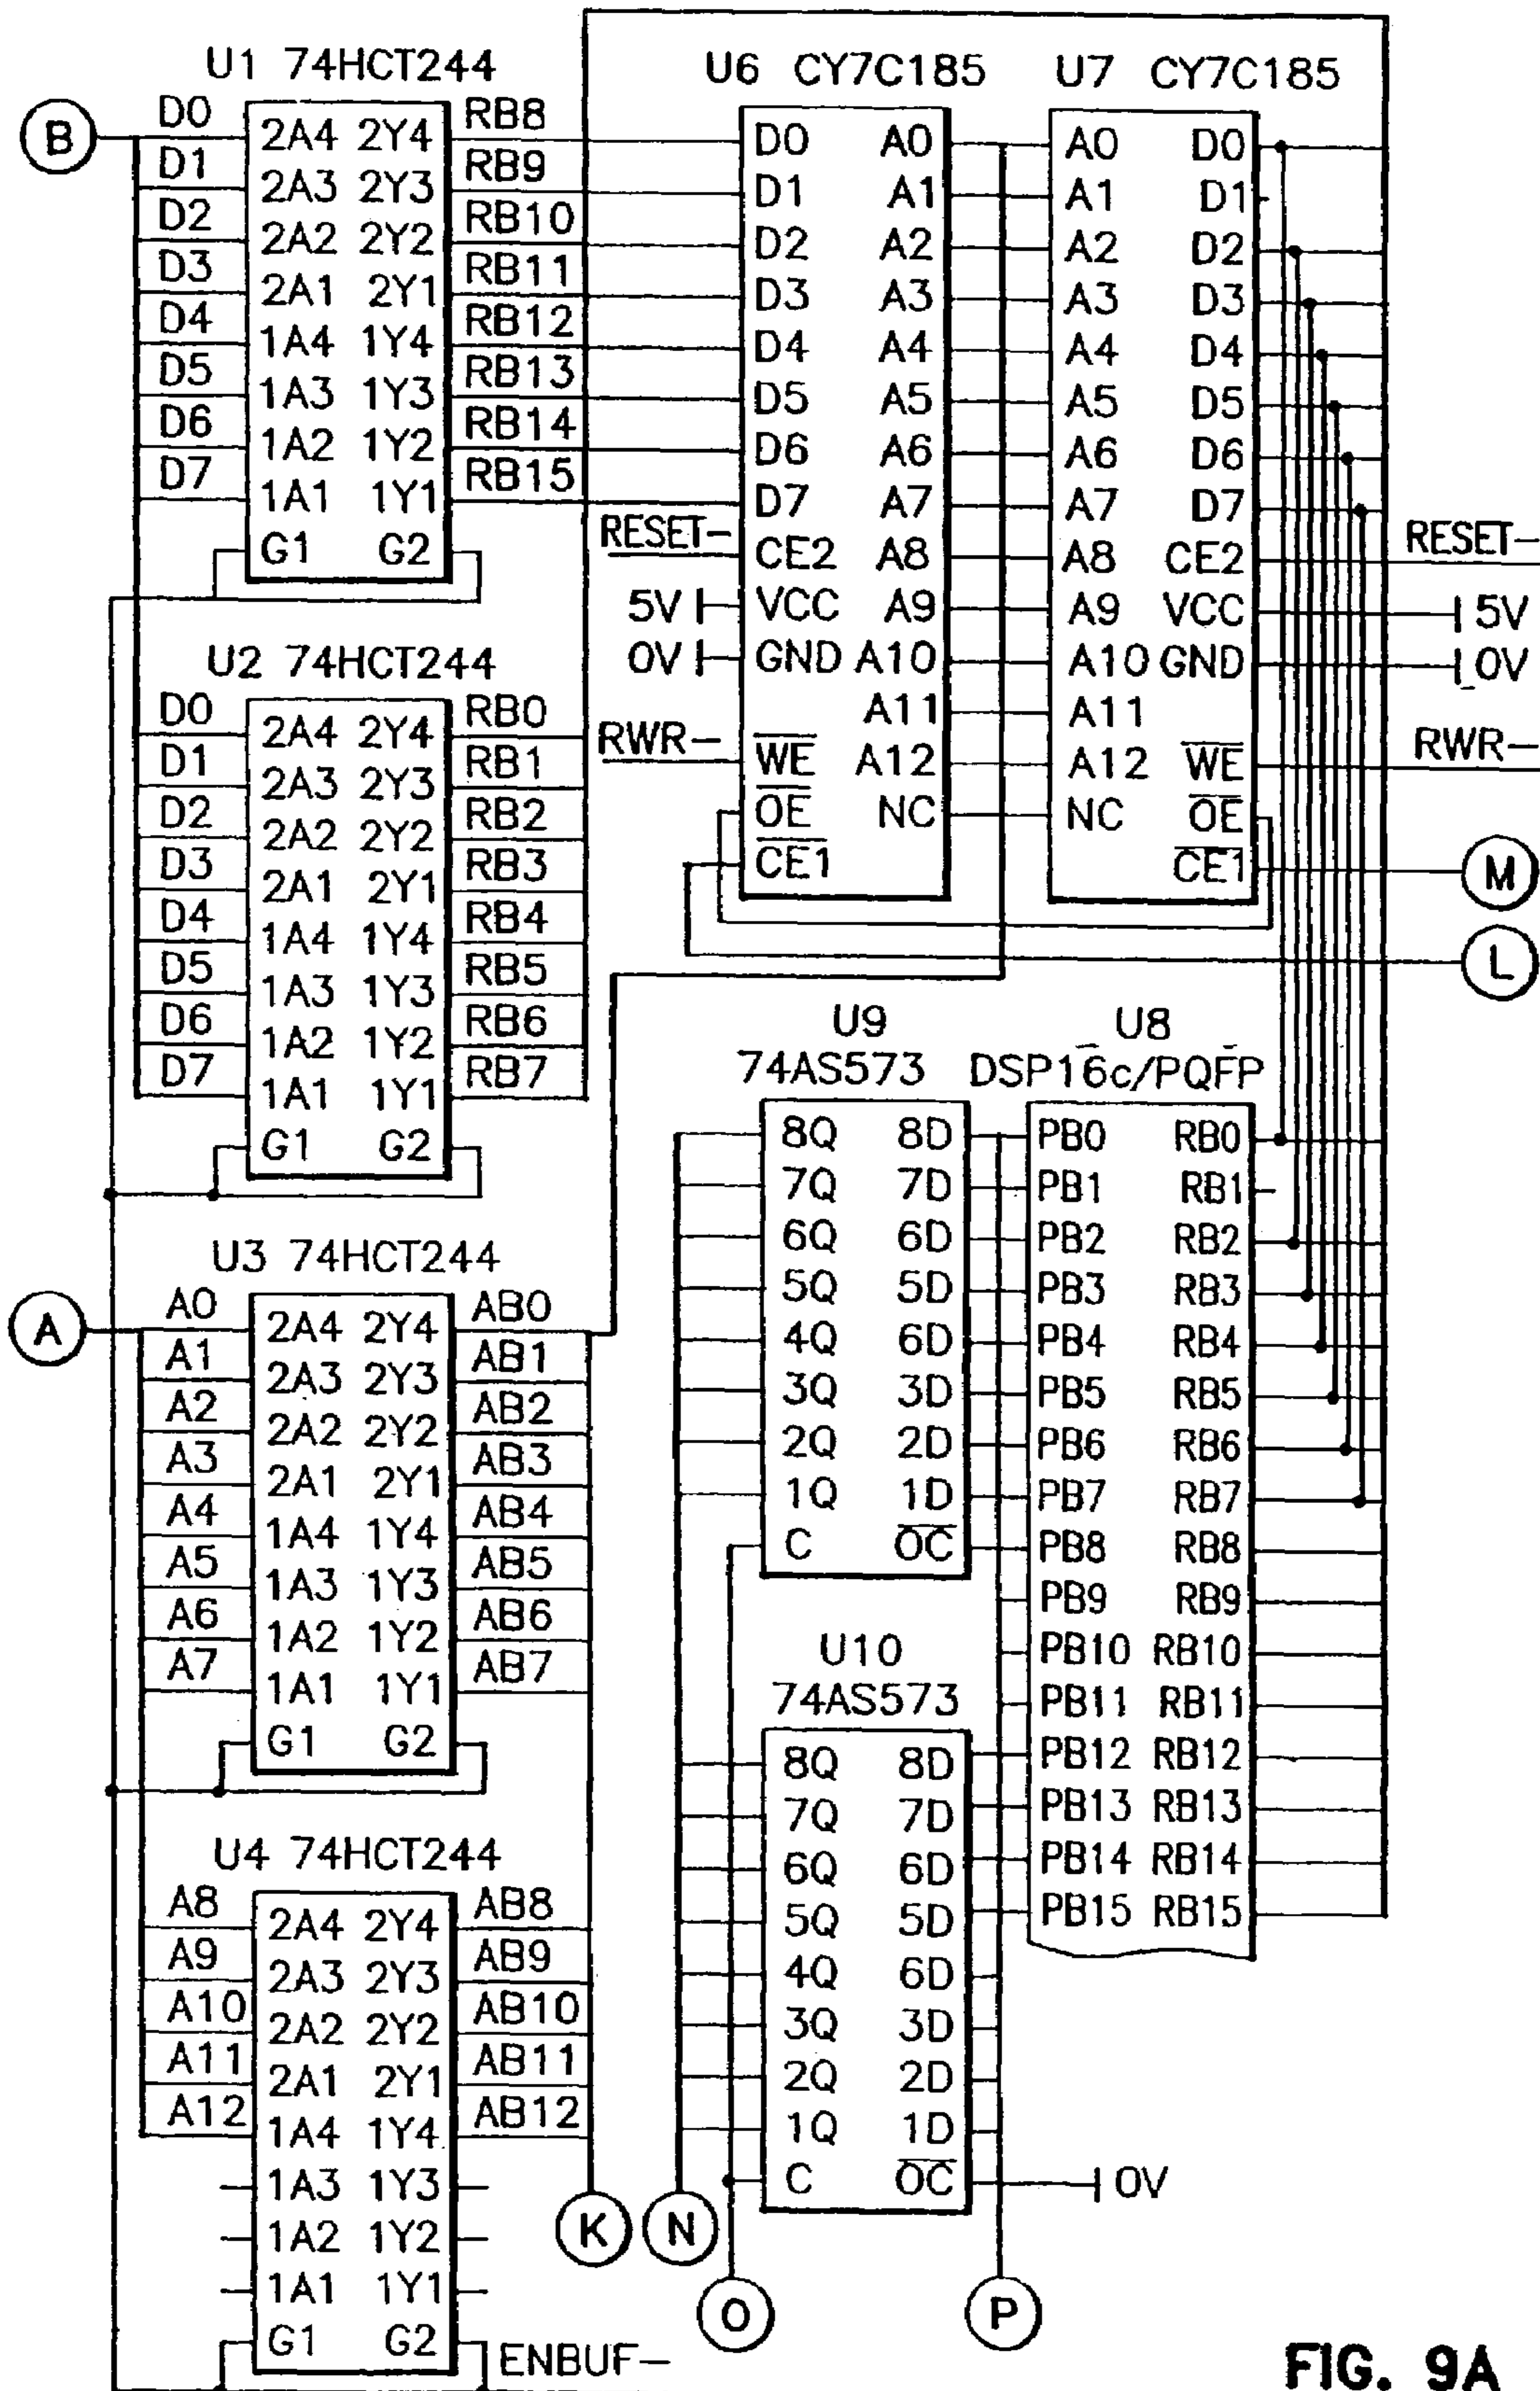 U1 74HCT244
B
D0 2A4 2Y4 RB8
D1 2A3 2Y3 RB9
D2 2A2 2Y2 RB10
D3 2A1 2Y1 RB11
D4 1A4 1Y4 RB12
D5 1A3 1Y3 RB13
D6 1A2 1Y2 RB14
D7 1A1 1Y1 RB15
G1 G2
U2 74HCT244
D0 2A4 2Y4 RB0
D1 2A3 2Y3 RB1
D2 2A2 2Y2 RB2
D3 2A1 2Y1 RB3
D4 1A4 1Y4 RB4
D5 1A3 1Y3 RB5
D6 1A2 1Y2 RB6
D7 1A1 1Y1 RB7
G1 G2
U3 74HCT244
A
A0 2A4 2Y4 AB0
A1 2A3 2Y3 AB1
A2 2A2 2Y2 AB2
A3 2A1 2Y1 AB3
A4 1A4 1Y4 AB4
A5 1A3 1Y3 AB5
A6 1A2 1Y2 AB6
A7 1A1 1Y1 AB7
G1 G2
U4 74HCT244
A8 2A4 2Y4 AB8
A9 2A3 2Y3 AB9
A10 2A2 2Y2 AB10
A11 2A1 2Y1 AB11
A12 1A4 1Y4 AB12
1A3 1Y3
1A2 1Y2
1A1 1Y1
G1 G2
ENBUF-
K
U6 CY7C185 U7 CY7C185
D0 A0 A0 D0
D1 A1 A1 D1
D2 A2 A2 D2
D3 A3 A3 D3
D4 A4 A4 D4
D5 A5 A5 D5
D6 A6 A6 D6
D7 A7 A7 D7
RESET- CE2 A8 A8 CE2 RESET-
5V VCC A9 A9 VCC 5V
0V GND A10 A10 GND 0V
A11 A11
RWR- WE A12 A12 WE RWR-
OE NC NC OE
CE1 CE1 M
L
U9
74AS573
8Q 8D
7Q 7D
6Q 6D
5Q 5D
4Q 6D
3Q 3D
2Q 2D
1Q 1D
C OC
U8
DSP16c/PQFP
PB0 RB0
PB1 RB1
PB2 RB2
PB3 RB3
PB4 RB4
PB5 RB5
PB6 RB6
PB7 RB7
PB8 RB8
PB9 RB9
PB10 RB10
PB11 RB11
PB12 RB12
PB13 RB13
PB14 RB14
PB15 RB15
U10
74AS573
8Q 8D
7Q 7D
6Q 6D
5Q 5D
4Q 6D
3Q 3D
2Q 2D
1Q 1D
C OC 0V
N
O
P
FIG. 9A